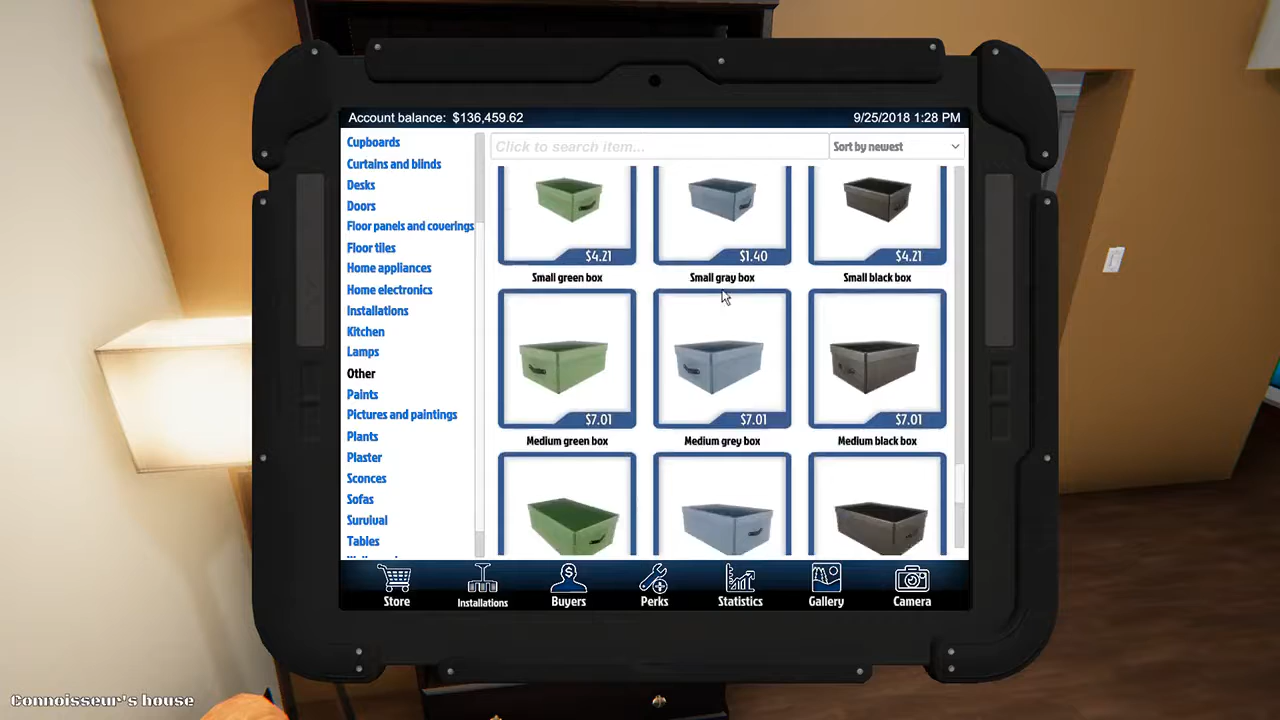 Account balance: $136,459.62
9/25/2018 1:28 PM
Cupboards
Curtains and blinds
Desks
Doors
Floor panels and coverings
Floor tiles
Home appliances
Home electronics
Installations
Kitchen
Lamps
Other
Paints
Pictures and paintings
Plants
Plaster
Sconces
Sofas
Survival
Tables
Click to search item...
Sort by newest
$4.21
$1.40
$4.21
Small green box
Small gray box
Small black box
$7.01
$7.01
$7.01
Medium green box
Medium grey box
Medium black box
Store
Installations
Buyers
Perks
Statistics
Gallery
Camera
Connoisseur's house